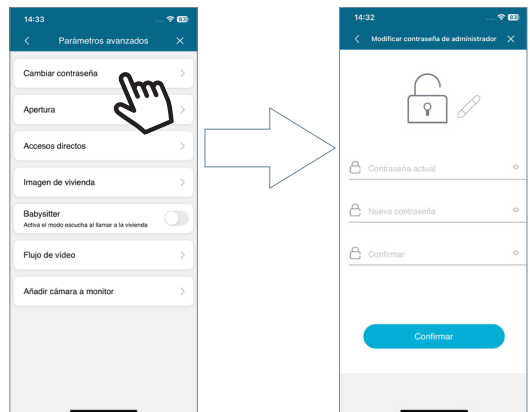 14:33
Parámetros avanzados
Cambiar contraseña
Apertura
Accesos directos
Imagen de vivienda
Babysitter
Activa el modo escucha al llamar a la vivienda
Flujo de vídeo
Añadir cámara a monitor
14:32
Modificar contraseña de administrador
Contraseña actual
Nueva contraseña
Confirmar
Confirmar